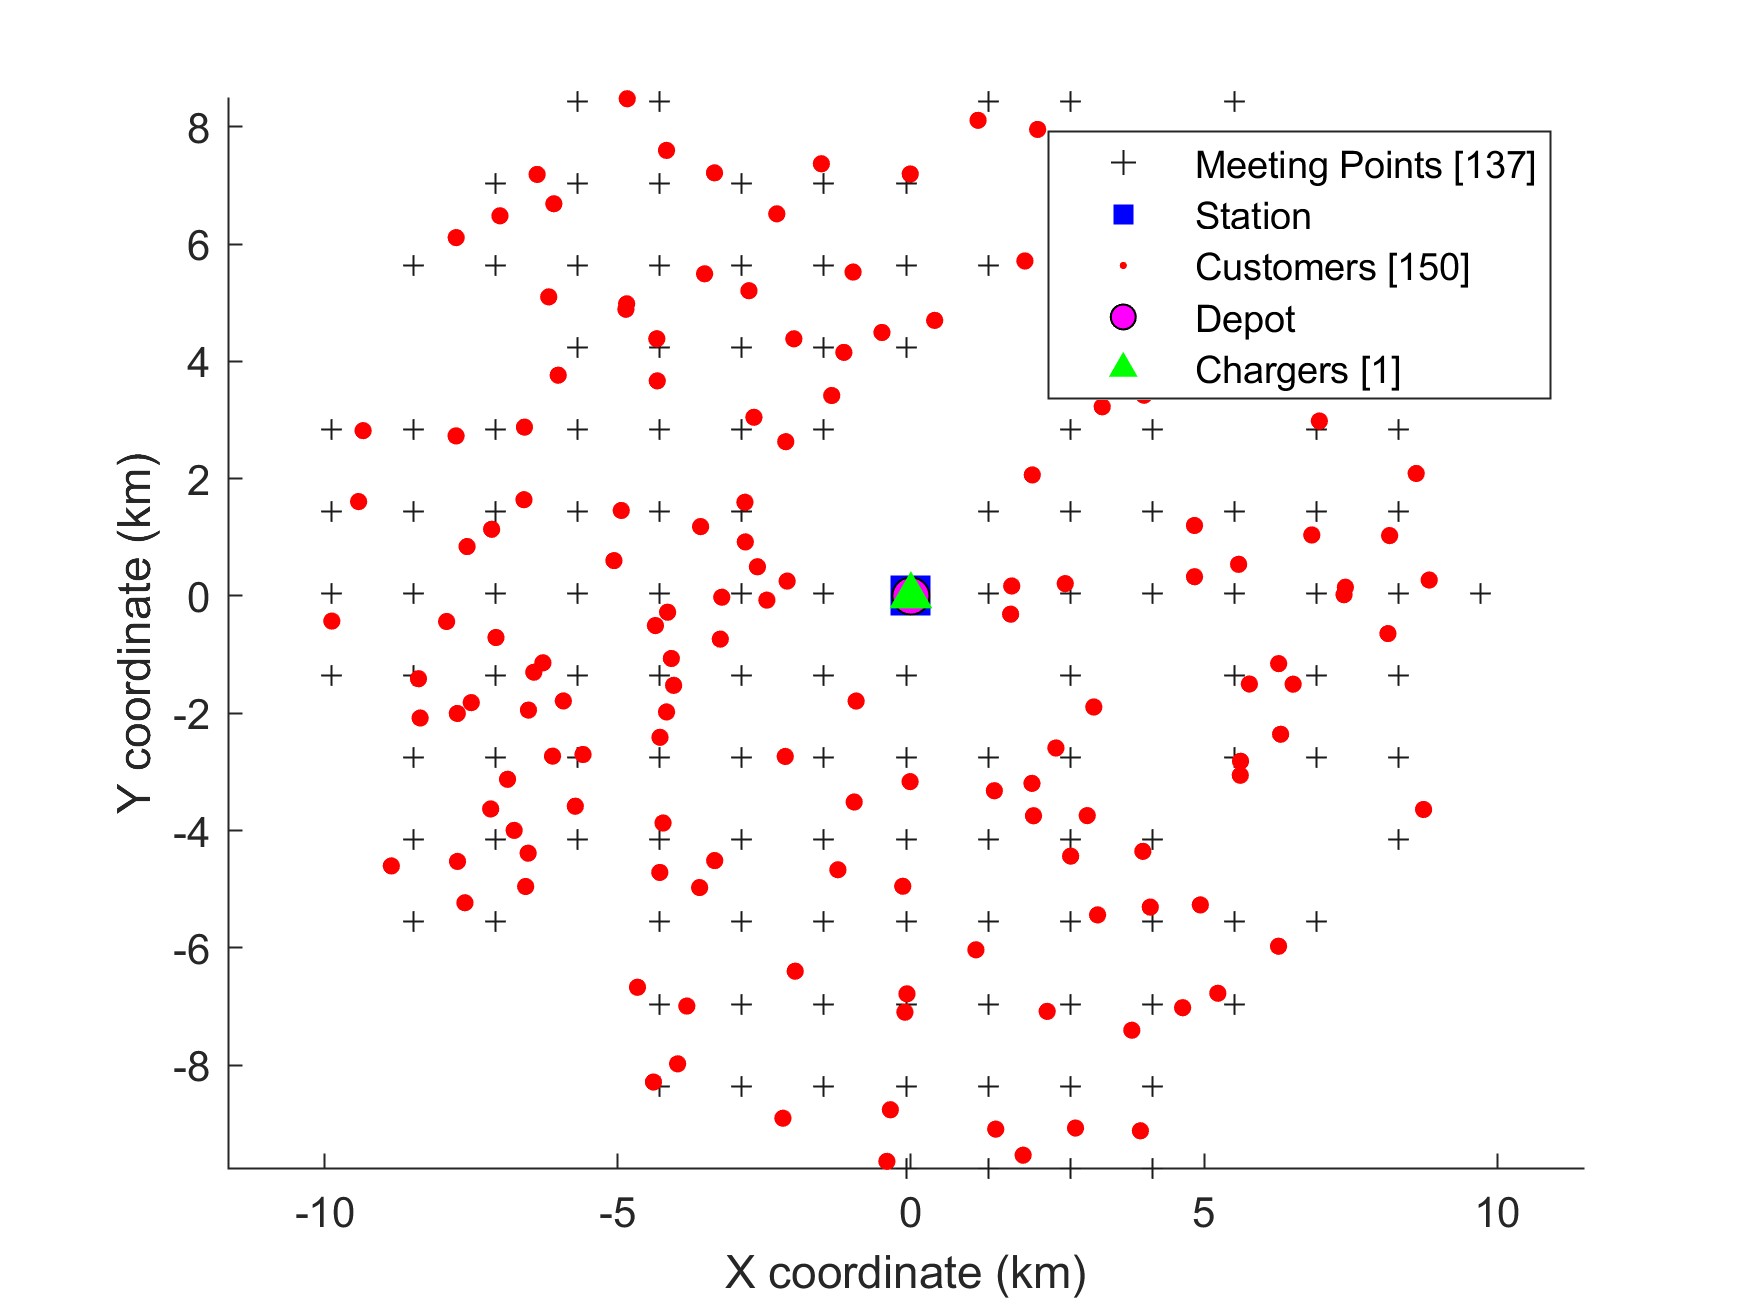 8
6
4
2
0
-2
-4
-6
-8
Y coordinate (km)
Meeting Points [137]
Station
Customers [150]
Depot
Chargers [1]
-10 -5 0 5 10
X coordinate (km)